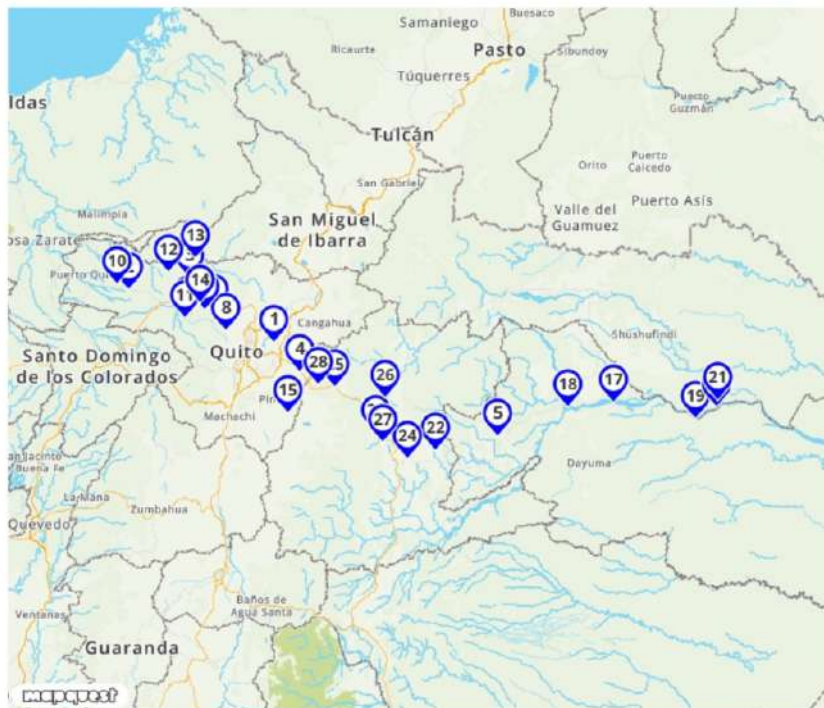 Buesaco
Samaniego
Ricaurte
Pasto
Sibundoy
Túquerres
Puerto Guzmán
ldas
Tulcán
Puerto Caicedo
Orito
San Gabriel
Puerto Asís
Valle del Guamuez
Malimpia
San Miguel de Ibarra
13
osa Zarate
12
10
Puerto Qu
14
11
8
1
Cangahua
Shushufindi
Quito
4
Santo Domingo de los Colorados
28
5
26
18
17
21
15
19
Pin
Machachi
27
22
5
24
an Jacinto
Buena Fe
Dayuma
La Maná
Zumbahua
Quevedo
Baños de Agua Santa
Ventanas
Guaranda
mapquest